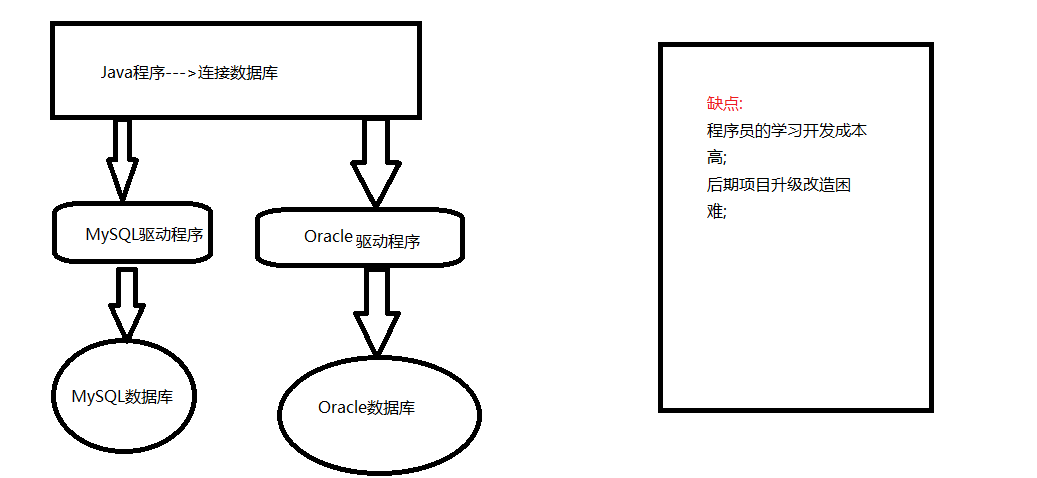 Java程序--->连接数据库
MySQL驱动程序
Oracle 驱动程序
MySQL数据库
Oracle数据库
缺点:
程序员的学习开发成本
高;
后期项目升级改造困
难;